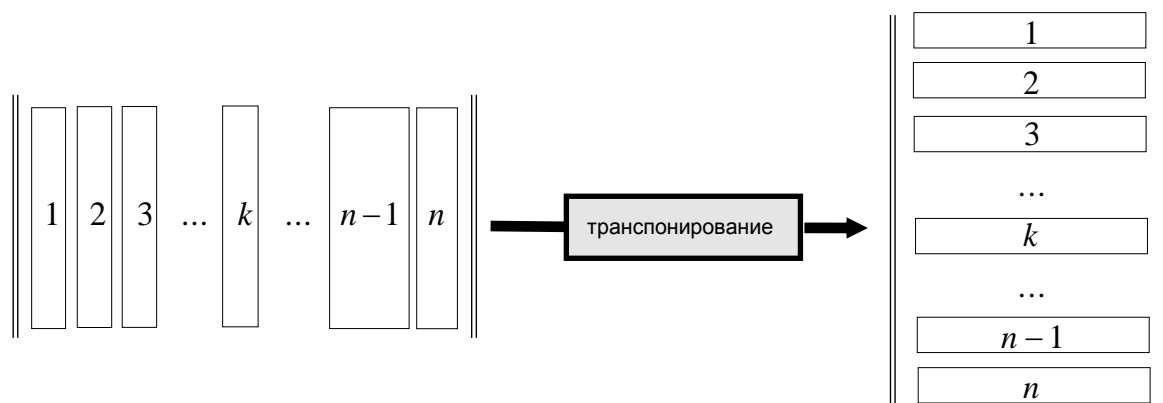 1 2 3 ... k ... n−1 n
транспонирование
1
2
3
...
k
...
n−1
n